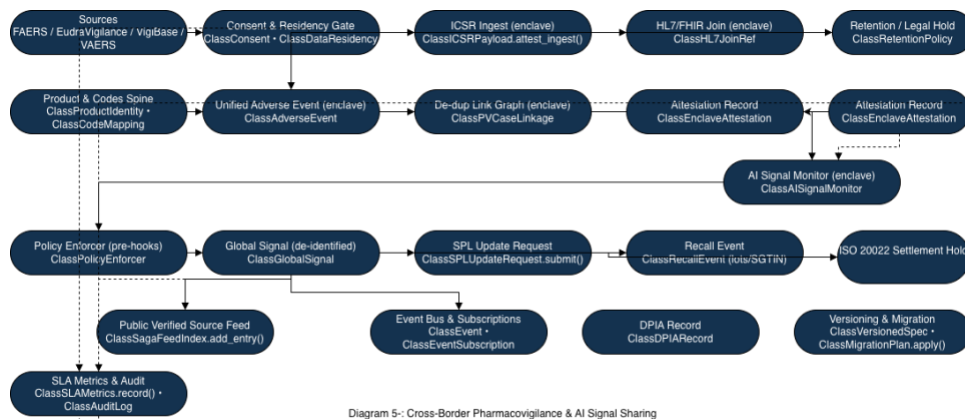 Sources
FAERS / EudraVigilance / VigiBase /
VAERS
Consent & Residency Gate
ClassConsent • ClassDataResidency
ICSR Ingest (enclave)
ClassICSRPayload.attest_ingest()
HL7/FHIR Join (enclave)
ClassHL7JoinRef
Retention / Legal Hold
ClassRetentionPolicy
Product & Codes Spine
ClassProductIdentity •
ClassCodeMapping
Unified Adverse Event (enclave)
ClassAdverseEvent
De-dup Link Graph (enclave)
ClassPVCaseLinkage
Attestation Record
ClassEnclaveAttestation
Attestation Record
ClassEnclaveAttestation
AI Signal Monitor (enclave)
ClassAISignalMonitor
Policy Enforcer (pre-hooks)
ClassPolicyEnforcer
Global Signal (de-identified)
ClassGlobalSignal
SPL Update Request
ClassSPLUpdateRequest.submit()
Recall Event
ClassRecallEvent (lots/SGTIN)
ISO 20022 Settlement Hold
Public Verified Source Feed
ClassSagaFeedIndex.add_entry()
Event Bus & Subscriptions
ClassEvent •
ClassEventSubscription
DPIA Record
ClassDPIARecord
Versioning & Migration
ClassVersionedSpec •
ClassMigrationPlan.apply()
SLA Metrics & Audit
ClassSLAMetrics.record() •
ClassAuditLog
Diagram 5-: Cross-Border Pharmacovigilance & AI Signal Sharing